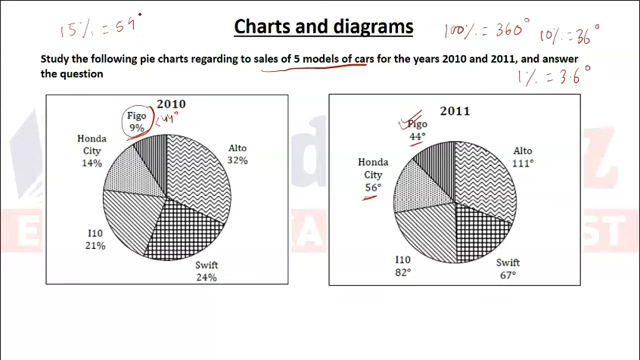 15% = 54°
Charts and diagrams
100% = 360°
10% = 36°
Study the following pie charts regarding to sales of 5 models of cars for the years 2010 and 2011, and answer
the question
1% = 3.6°
2010
Figo
9%
<44°
Honda
City
14%
Alto
32%
I10
21%
Swift
24%
2011
Figo
44°
Honda
City
56°
Alto
111°
I10
82°
Swift
67°